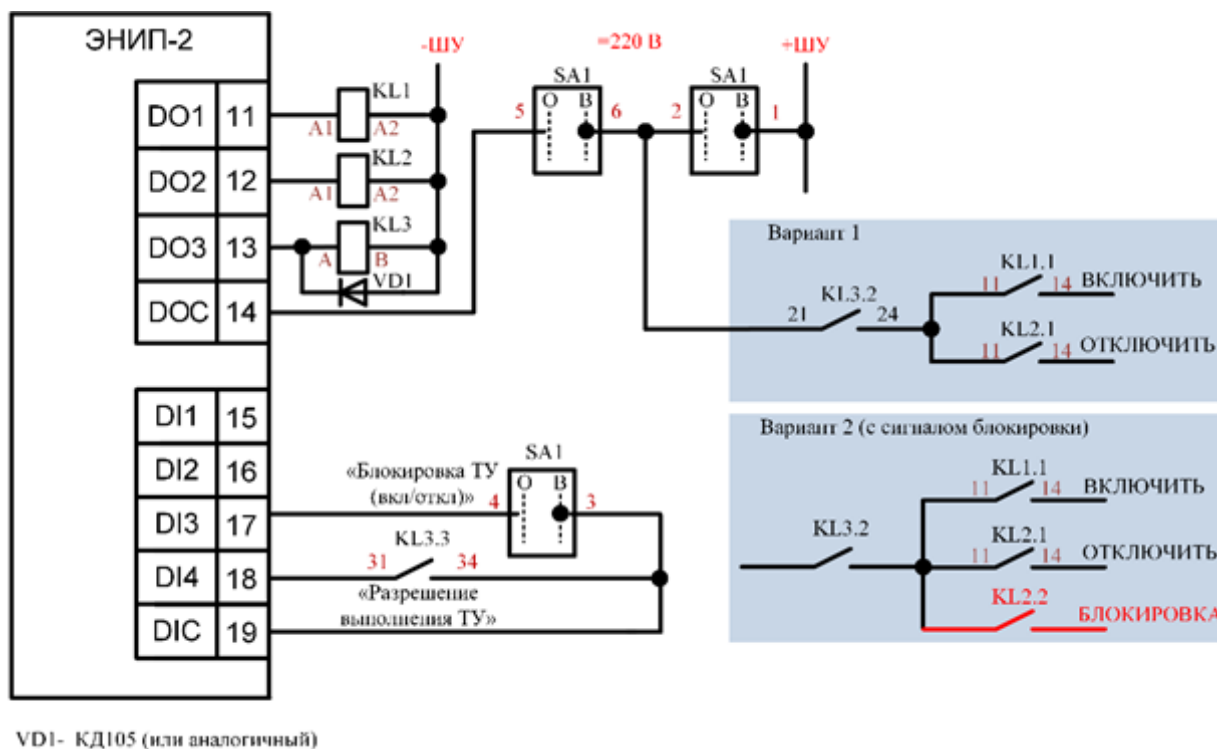 ЭНИП-2
-ШУ
=220 В
+ШУ
DO1 11
A1 KL1 A2
DO2 12
A1 KL2 A2
DO3 13
A KL3 B
VD1
DOC 14
5 SA1 6
О В
2 SA1 1
О В
Вариант 1
21 KL3.2 24
KL1.1
11 14 ВКЛЮЧИТЬ
KL2.1
11 14 ОТКЛЮЧИТЬ
DI1 15
DI2 16
DI3 17
DI4 18
DIC 19
«Блокировка ТУ
(вкл/откл)»
4 SA1 3
О В
KL3.3
31 34
«Разрешение
выполнения ТУ»
Вариант 2 (с сигналом блокировки)
KL3.2
KL1.1
11 14 ВКЛЮЧИТЬ
KL2.1
11 14 ОТКЛЮЧИТЬ
KL2.2
БЛОКИРОВКА
VD1- КД105 (или аналогичный)